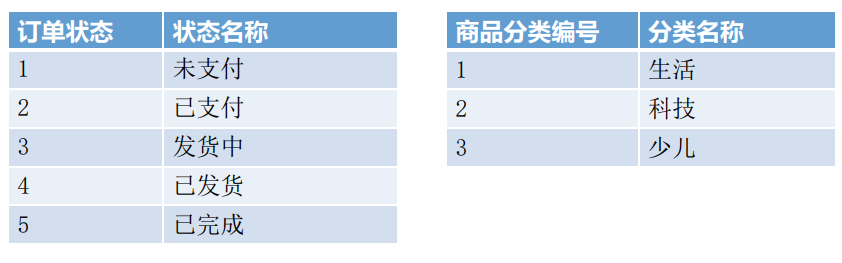 订单状态 状态名称
1 未支付
2 已支付
3 发货中
4 已发货
5 已完成
商品分类编号 分类名称
1 生活
2 科技
3 少儿